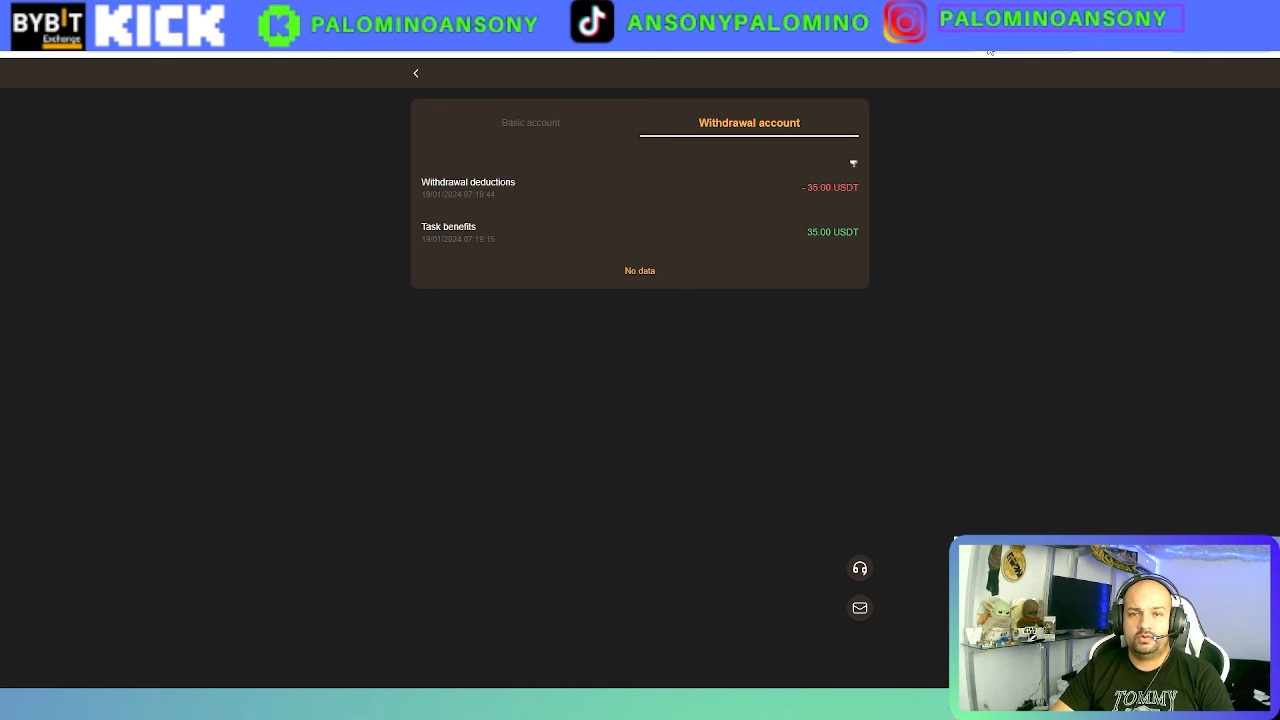 BYBIT
Exchange
KICK
PALOMINOANSONY
ANSONYPALOMINO
PALOMINOANSONY
Basic account
Withdrawal account
Withdrawal deductions
19/01/2024 07:19:44
- 35.00 USDT
Task benefits
19/01/2024 07:19:15
35.00 USDT
No data
TOMMY